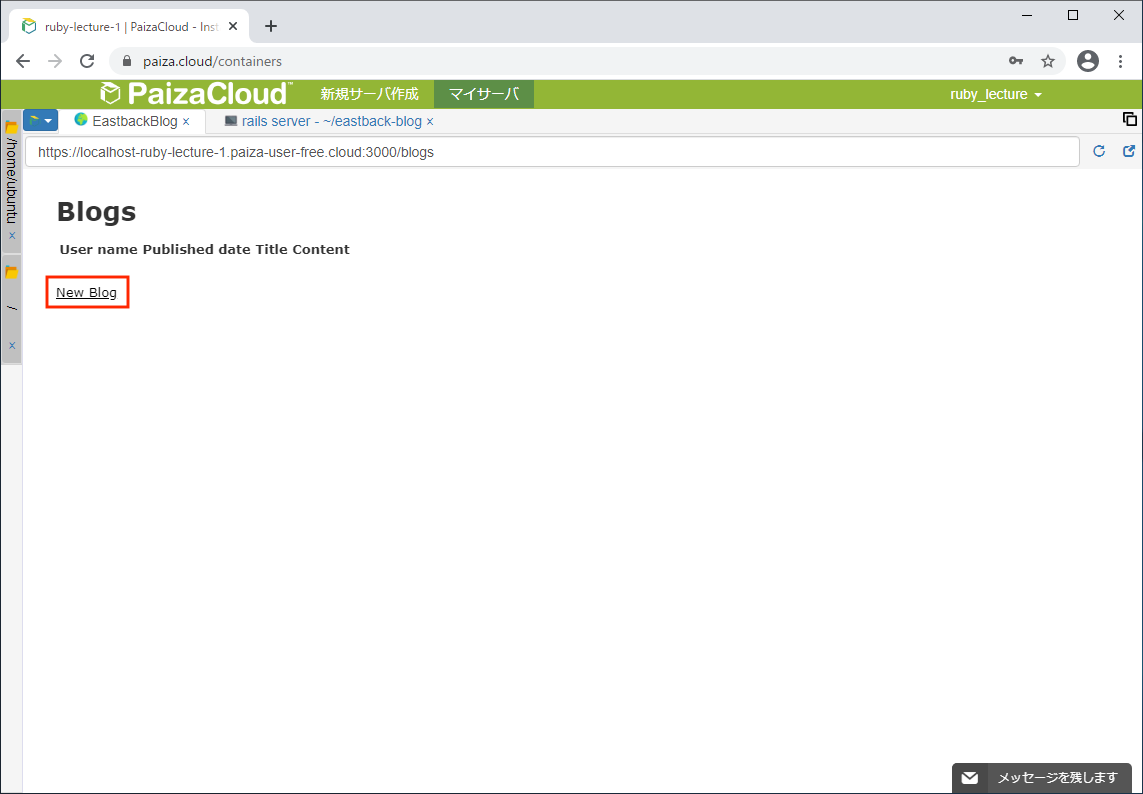 ruby-lecture-1 | PaizaCloud - Inst
paiza.cloud/containers
PaizaCloud™ 新規サーバ作成 マイサーバ ruby_lecture
EastbackBlog × rails server - ~/eastback-blog ×
https://localhost-ruby-lecture-1.paiza-user-free.cloud:3000/blogs
/home/ubuntu ×
/ ×
Blogs
User name Published date Title Content
New Blog
メッセージを残します